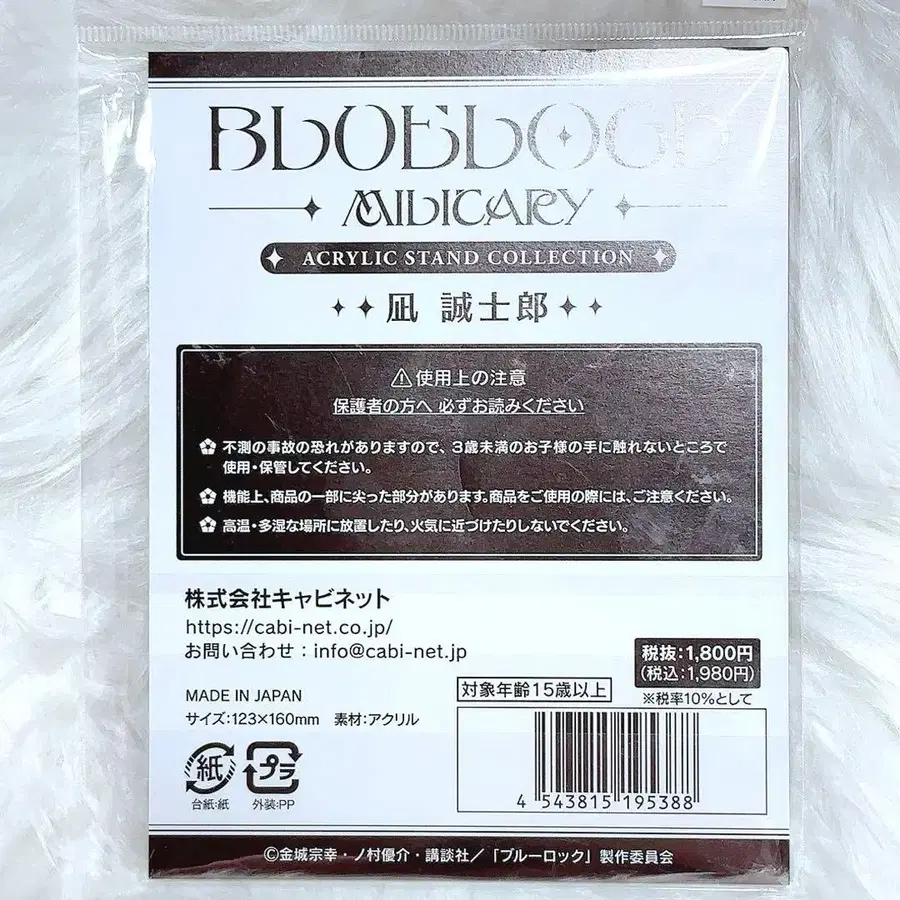 BLUELOCK
MILITARY
ACRYLIC STAND COLLECTION
凪 誠士郎
⚠使用上の注意
保護者の方へ 必ずお読みください
不測の事故の恐れがありますので、3歳未満のお子様の手に触れないところで
使用・保管してください。
機能上、商品の一部に尖った部分があります。商品をご使用の際には、ご注意ください。
高温・多湿な場所に放置したり、火気に近づけたりしないでください。
株式会社キャビネット
https://cabi-net.co.jp/
お問い合わせ:info@cabi-net.jp
税抜:1,800円
(税込:1,980円)
※税率10%として
MADE IN JAPAN
サイズ:123×160mm 素材:アクリル
対象年齢15歳以上
紙
プラ
台紙:紙
外装:PP
4 543815 195388
©金城宗幸・ノ村優介・講談社/「ブルーロック」製作委員会